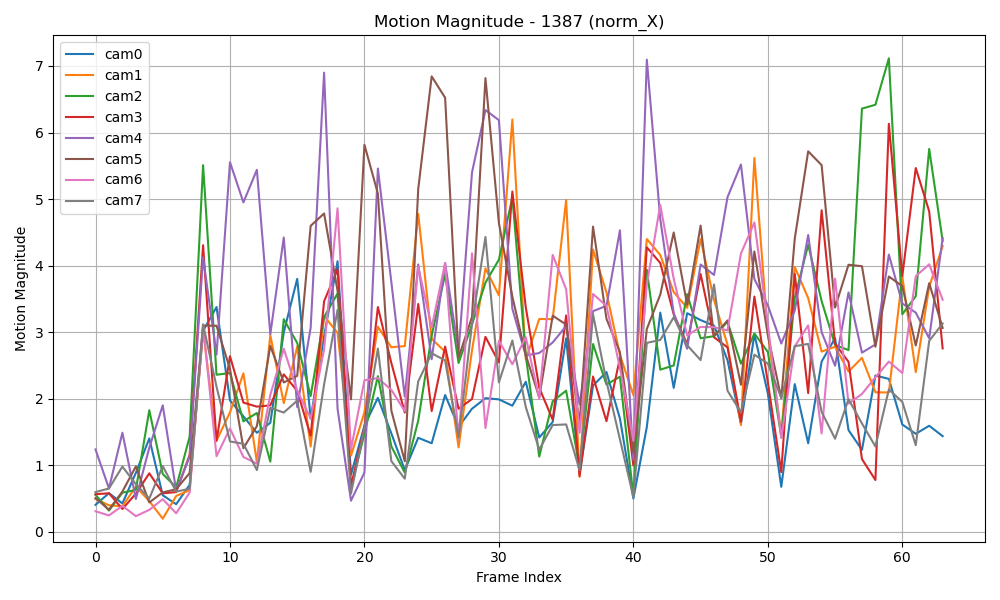 Motion Magnitude - 1387 (norm_X)
cam0
cam1
cam2
cam3
cam4
cam5
cam6
cam7
Motion Magnitude
7
6
5
4
3
2
1
0
0 10 20 30 40 50 60
Frame Index